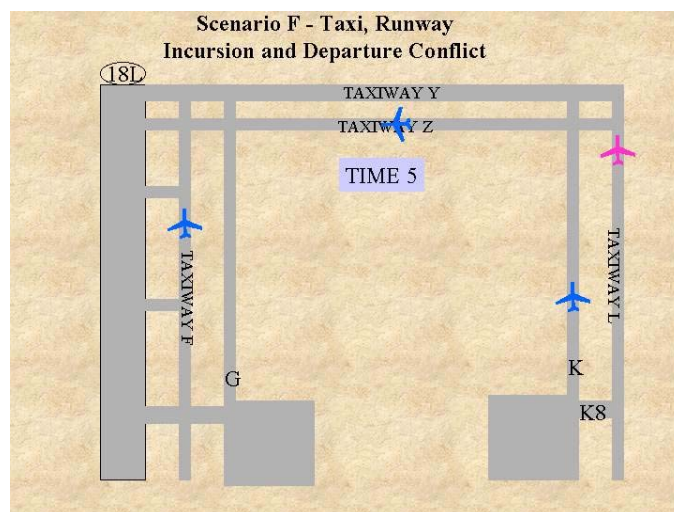 Scenario F - Taxi, Runway
Incursion and Departure Conflict
18L
TAXIWAY Y
TAXIWAY Z
TIME 5
TAXIWAY F
TAXIWAY L
G
K
K8